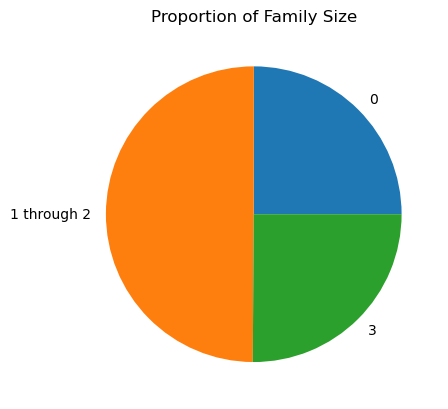 Proportion of Family Size
0
1 through 2
3